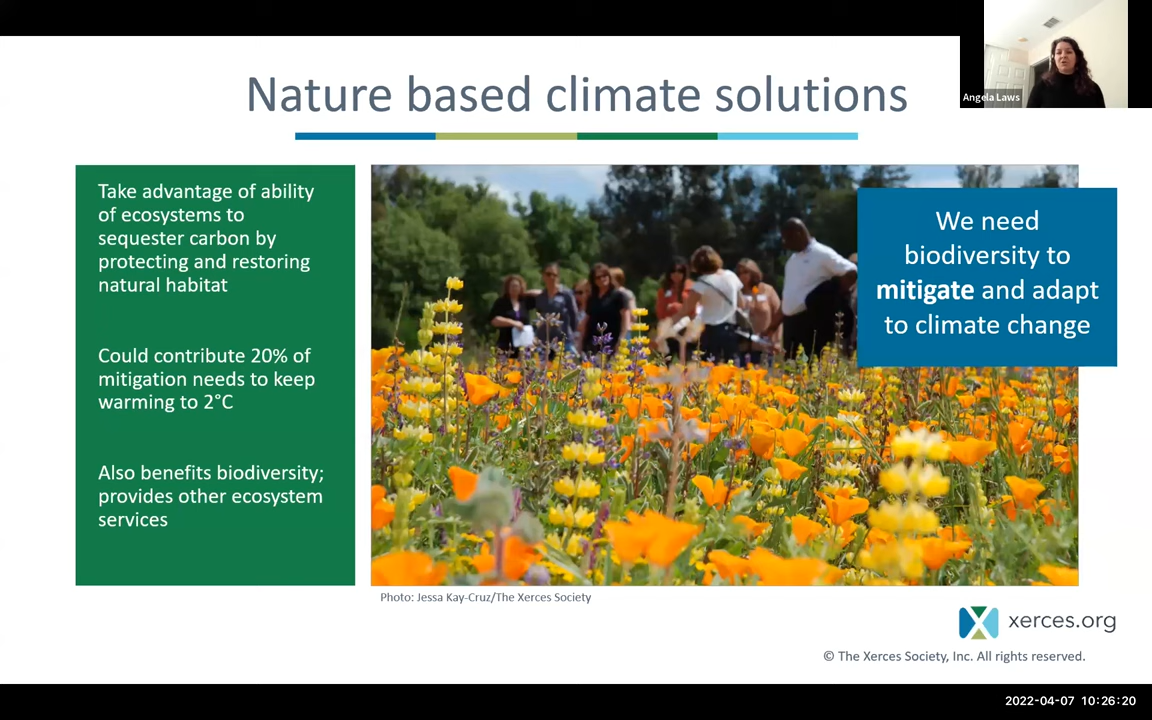 Nature based climate solutions
Angela Laws
Take advantage of ability
of ecosystems to
sequester carbon by
protecting and restoring
natural habitat
Could contribute 20% of
mitigation needs to keep
warming to 2°C
Also benefits biodiversity;
provides other ecosystem
services
We need
biodiversity to
mitigate and adapt
to climate change
Photo: Jessa Kay-Cruz/The Xerces Society
xerces.org
© The Xerces Society, Inc. All rights reserved.
2022-04-07 10:26:20